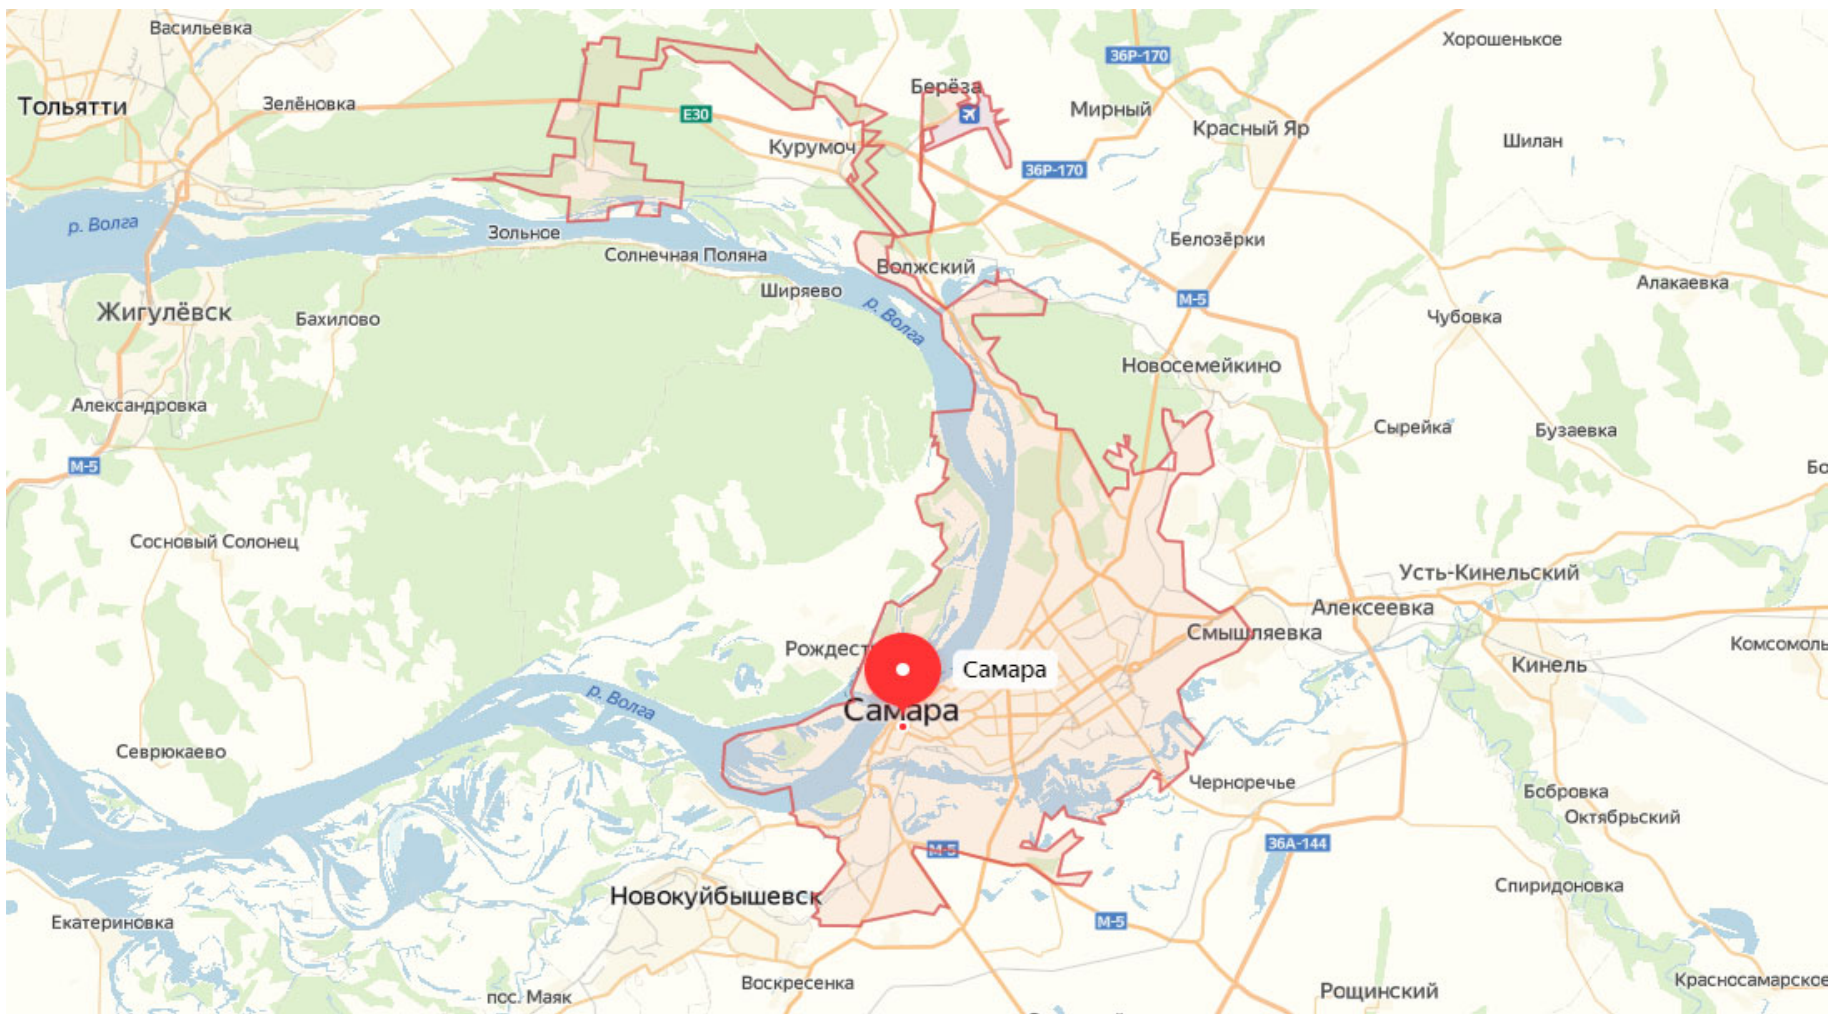 Васильевка
Хорошенькое
36Р-170
Берёза
Тольятти
Зелёновка
Е30
Мирный
Красный Яр
Шилан
Курумоч
36Р-170
р. Волга
Зольное
Солнечная Поляна
Белозёрки
Волжский
Ширяево
М-5
Алакаевка
Жигулёвск
Бахилово
р. Волга
Чубовка
Новосемейкино
Александровка
Сырейка
Бузаевка
М-5
Бо
Сосновый Солонец
Усть-Кинельский
Алексеевка
Смышляевка
Рождест
Комсомоль
Кинель
Самара
р. Волга
Самара
Севрюкаево
Черноречье
Бобровка
Октябрьский
36А-144
М-5
Спиридоновка
Новокуйбышевск
Екатериновка
М-5
Воскресенка
Красносамарское
пос. Маяк
Рощинский